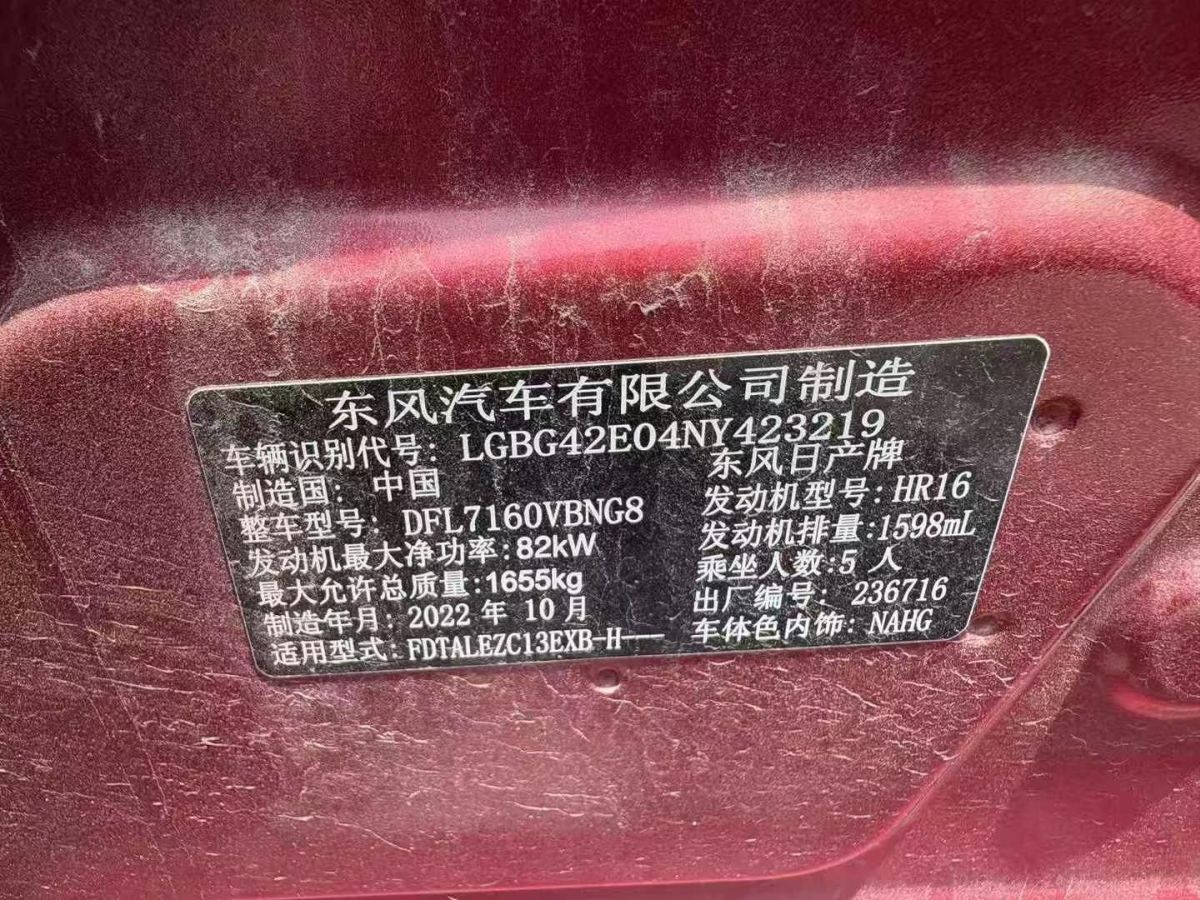 东风汽车有限公司制造
车辆识别代号: LGBG42E04NY423219
制造国: 中国 东风日产牌
整车型号: DFL7160VBNG8 发动机型号: HR16
发动机最大净功率:82kW 发动机排量:1598mL
最大允许总质量:1655kg 乘坐人数:5 人
制造年月: 2022 年 10 月 出厂编号: 236716
适用型式: FDTALEZC13EXB-H--- 车体色内饰: NAHG